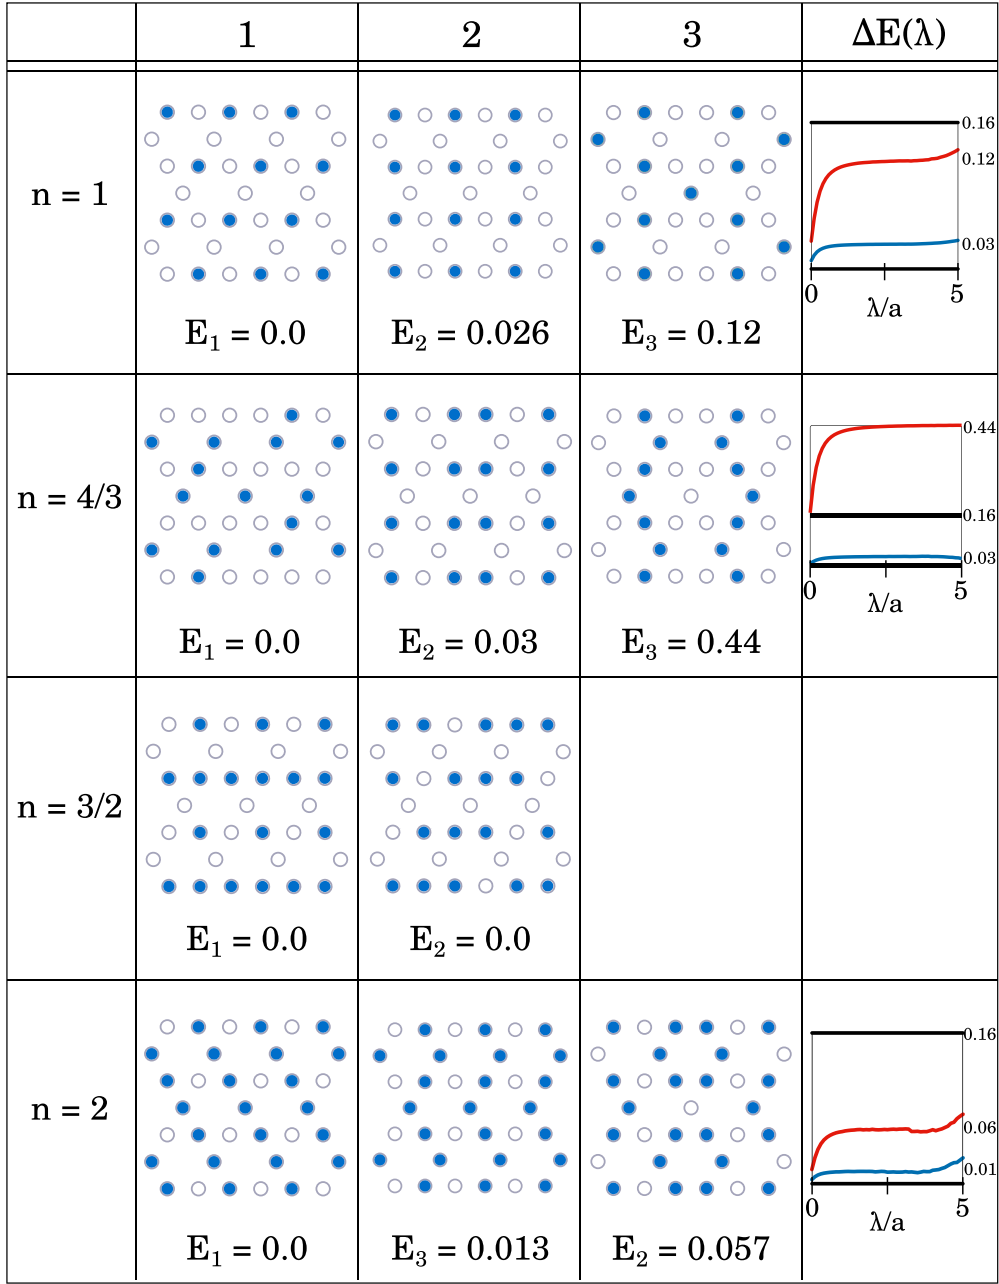 1 2 3 ΔE(λ)
n = 1
E₁ = 0.0 E₂ = 0.026 E₃ = 0.12
0.16
0.12
0.03
0 5
λ/a
n = 4/3
E₁ = 0.0 E₂ = 0.03 E₃ = 0.44
0.44
0.16
0.03
0 5
λ/a
n = 3/2
E₁ = 0.0 E₂ = 0.0
n = 2
E₁ = 0.0 E₃ = 0.013 E₂ = 0.057
0.16
0.06
0.01
0 5
λ/a